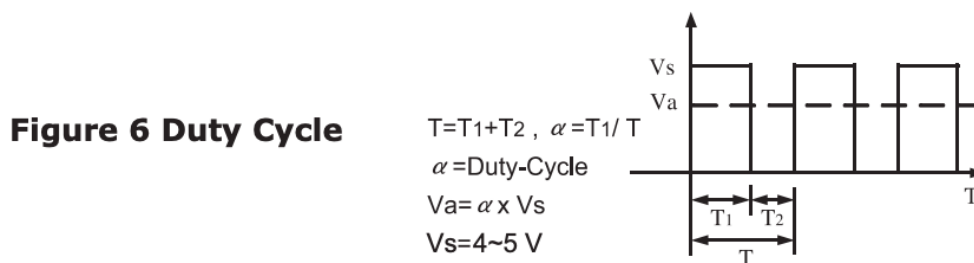 Figure 6 Duty Cycle
T=T1+T2 , α=T1/ T
α=Duty-Cycle
Va= α x Vs
Vs=4~5 V
Vs
Va
T
T1
T2
T